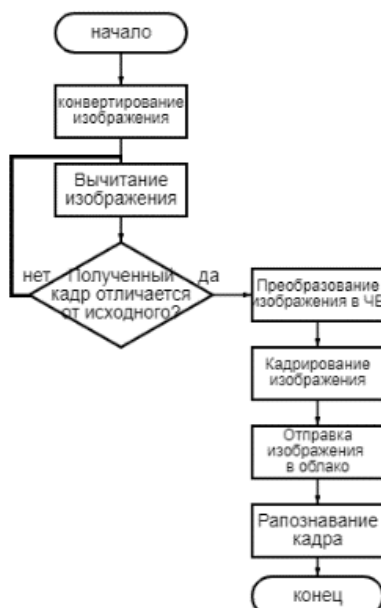 начало
конвертирование
изображения
Вычитание
изображения
нет
Полученный
кадр отличается
от исходного?
да
Преобразование
изображения в ЧБ
Кадрирование
изображения
Отправка
изображения
в облако
Рапознавание
кадра
конец